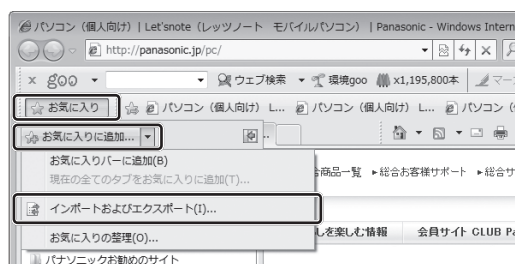 パソコン（個人向け）| Let'snote（レッツノート モバイルパソコン）| Panasonic - Windows Intern
http://panasonic.jp/pc/
× goo ウェブ検索 環境goo x1,195,800本 マー
お気に入り パソコン（個人向け） L... パソコン（個人向け） L... パソコン（
お気に入りに追加... ..
お気に入りバーに追加(B)
現在の全てのタブをお気に入りに追加(T)...
合商品一覧 ▸総合お客様サポート ▸総合サ
インポートおよびエクスポート(I)...
お気に入りの整理(O)...
しを楽しむ情報 会員サイト CLUB Pa
パナソニックお勧めのサイト